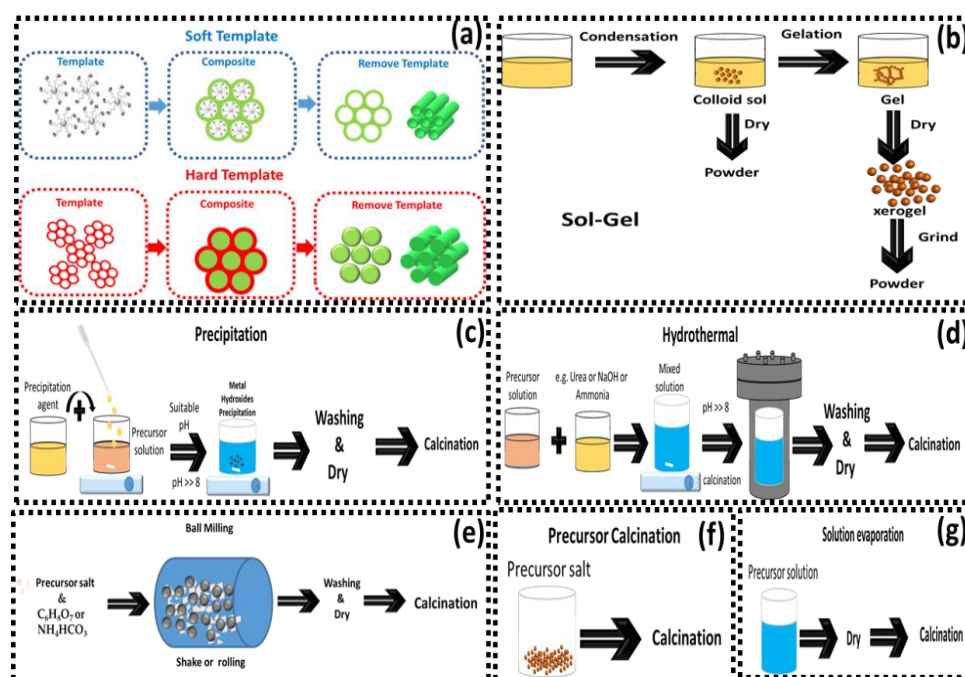 (a)
Soft Template
Template
Composite
Remove Template
Hard Template
Template
Composite
Remove Template
(b)
Condensation
Gelation
Colloid sol
Gel
Dry
Dry
Powder
xerogel
Sol-Gel
Grind
Powder
(c)
Precipitation
Precipitation
agent
+
Precursor
solution
Suitable
pH
pH >> 8
Metal
Hydroxides
Precipitation
Washing
&
Dry
Calcination
(d)
Hydrothermal
Precursor
solution
+
e.g. Urea or NaOH or
Ammonia
Mixed
solution
pH >> 8
calcination
Washing
&
Dry
Calcination
(e)
Ball Milling
Precursor salt
&
C₆H₈O₇ or
NH₄HCO₃
Shake or rolling
Washing
&
Dry
Calcination
(f)
Precursor Calcination
Precursor salt
Calcination
(g)
Solution evaporation
Precursor solution
Dry
Calcination